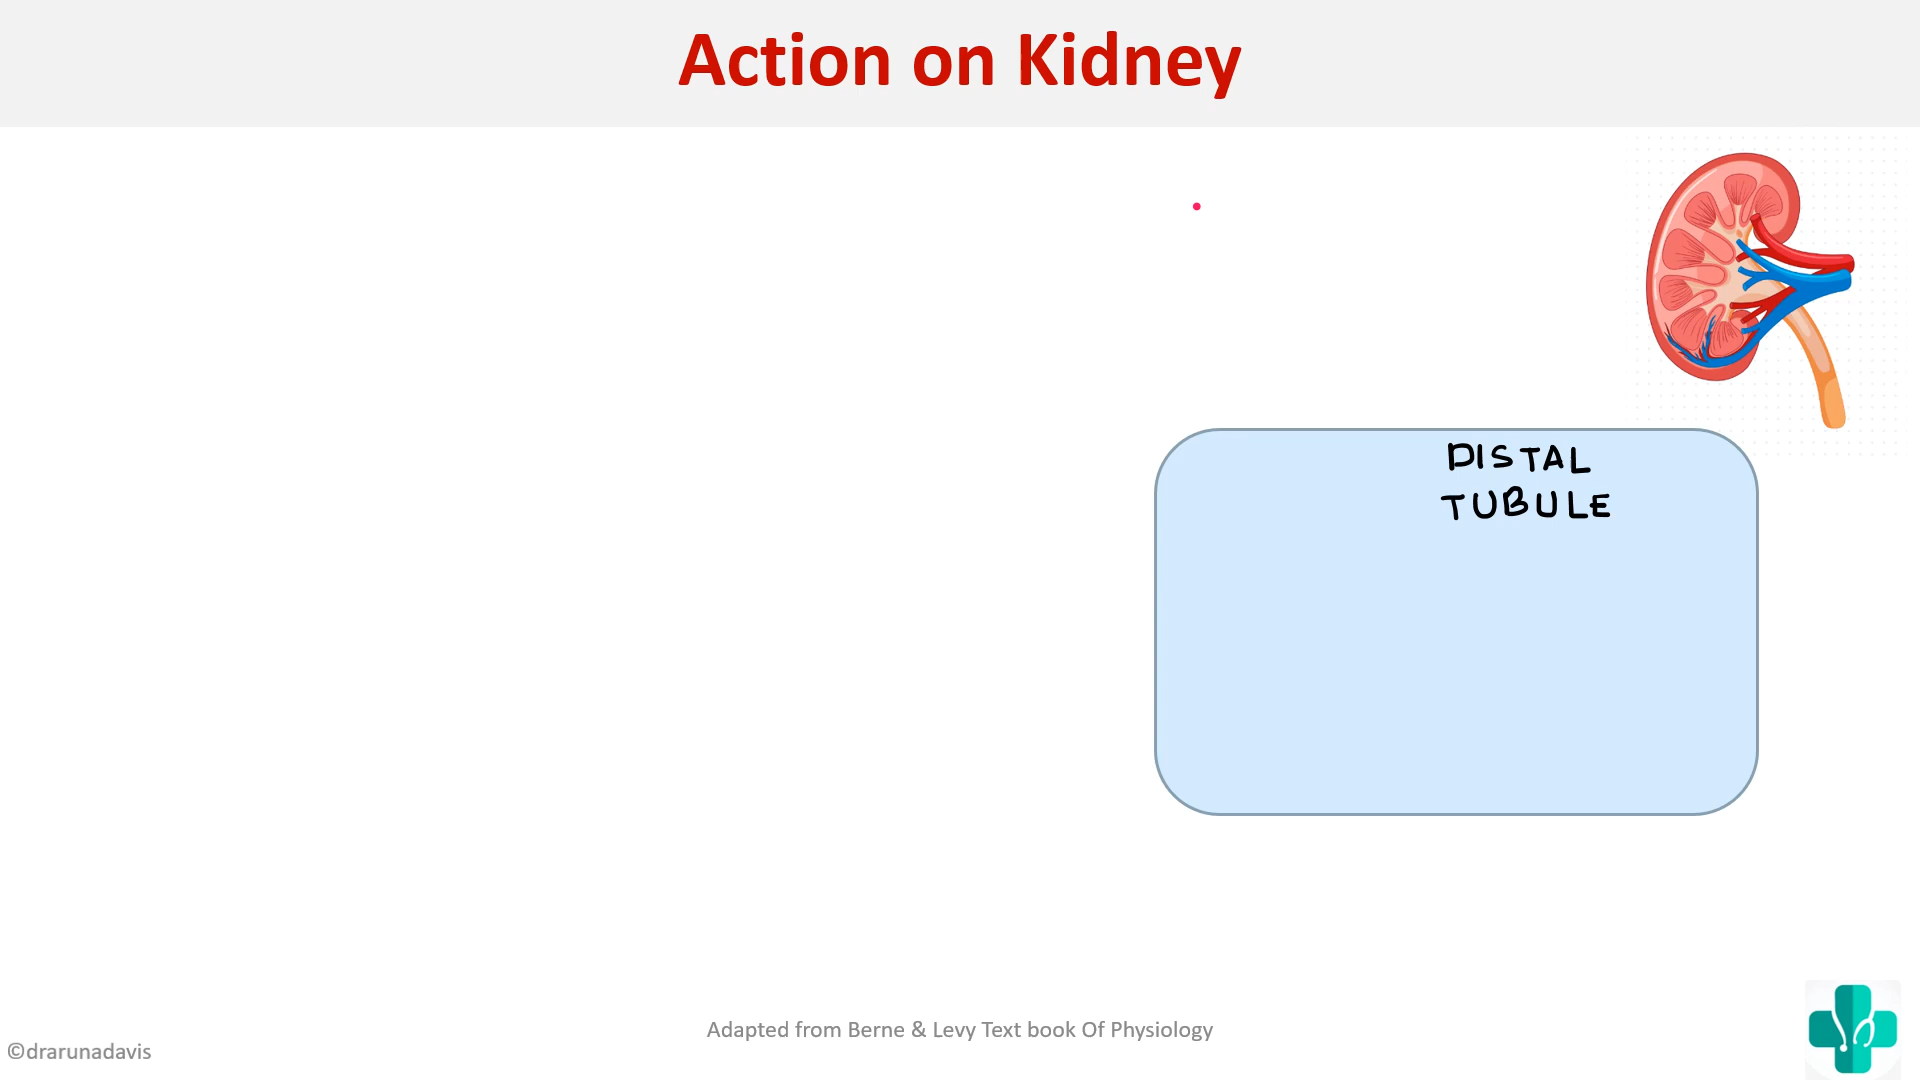 Action on Kidney
DISTAL
TUBULE
Adapted from Berne & Levy Text book Of Physiology
©drarunadavis